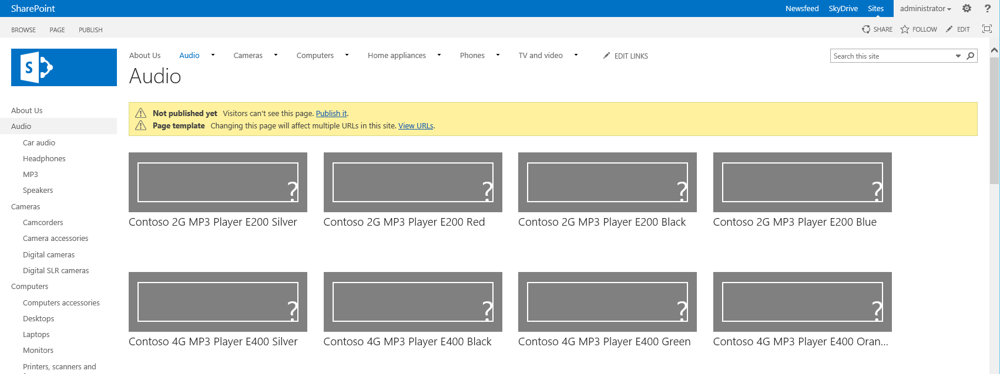 SharePoint
Newsfeed SkyDrive Sites administrator ?
BROWSE PAGE PUBLISH
SHARE FOLLOW EDIT
S
About Us Audio Cameras Computers Home appliances Phones TV and video EDIT LINKS
Search this site
Audio
Not published yet Visitors can't see this page. Publish it.
Page template Changing this page will affect multiple URLs in this site. View URLs.
About Us
Audio
Car audio
Headphones
MP3
Speakers
Cameras
Camcorders
Camera accessories
Digital cameras
Digital SLR cameras
Computers
Computers accessories
Desktops
Laptops
Monitors
Printers, scanners and
? ? ? ?
Contoso 2G MP3 Player E200 Silver Contoso 2G MP3 Player E200 Red Contoso 2G MP3 Player E200 Black Contoso 2G MP3 Player E200 Blue
? ? ? ?
Contoso 4G MP3 Player E400 Silver Contoso 4G MP3 Player E400 Black Contoso 4G MP3 Player E400 Green Contoso 4G MP3 Player E400 Oran...